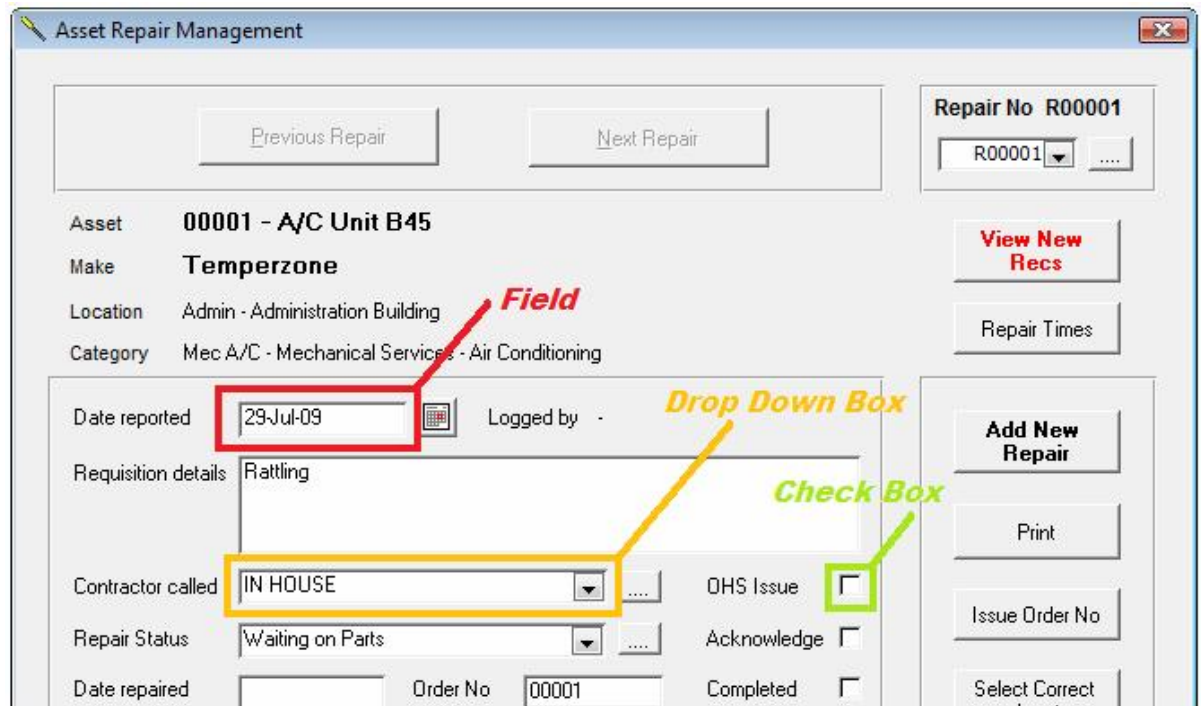 Asset Repair Management
Previous Repair
Next Repair
Repair No R00001
R00001
....
Asset 00001 - A/C Unit B45
Make Temperzone
Location Admin - Administration Building
Category Mec A/C - Mechanical Services - Air Conditioning
View New
Recs
Repair Times
Field
Drop Down Box
Check Box
Date reported 29-Jul-09 Logged by -
Requisition details Rattling
Contractor called IN HOUSE .... OHS Issue
Repair Status Waiting on Parts .... Acknowledge
Date repaired Order No 00001 Completed
Add New
Repair
Print
Issue Order No
Select Correct